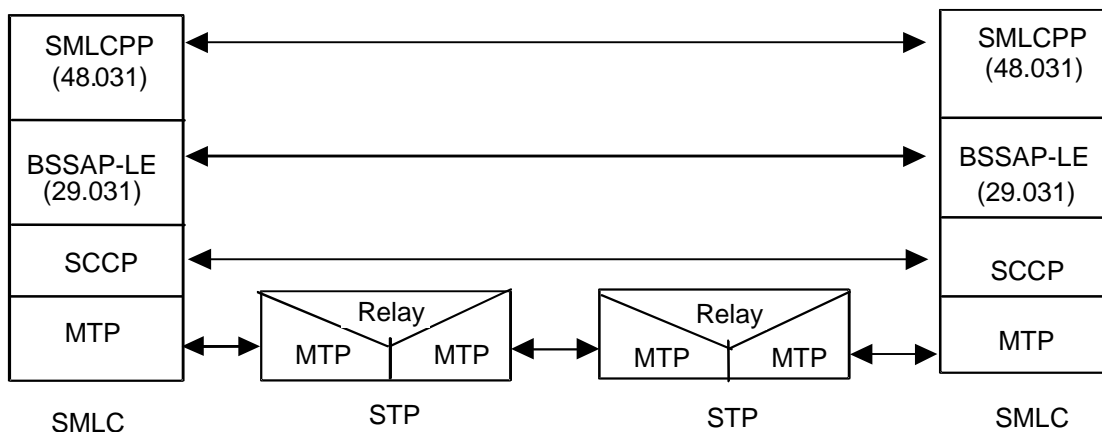 SMLCPP
(48.031)
SMLCPP
(48.031)
BSSAP-LE
(29.031)
BSSAP-LE
(29.031)
SCCP
SCCP
MTP
Relay
MTP MTP
Relay
MTP MTP
MTP
SMLC
STP
STP
SMLC